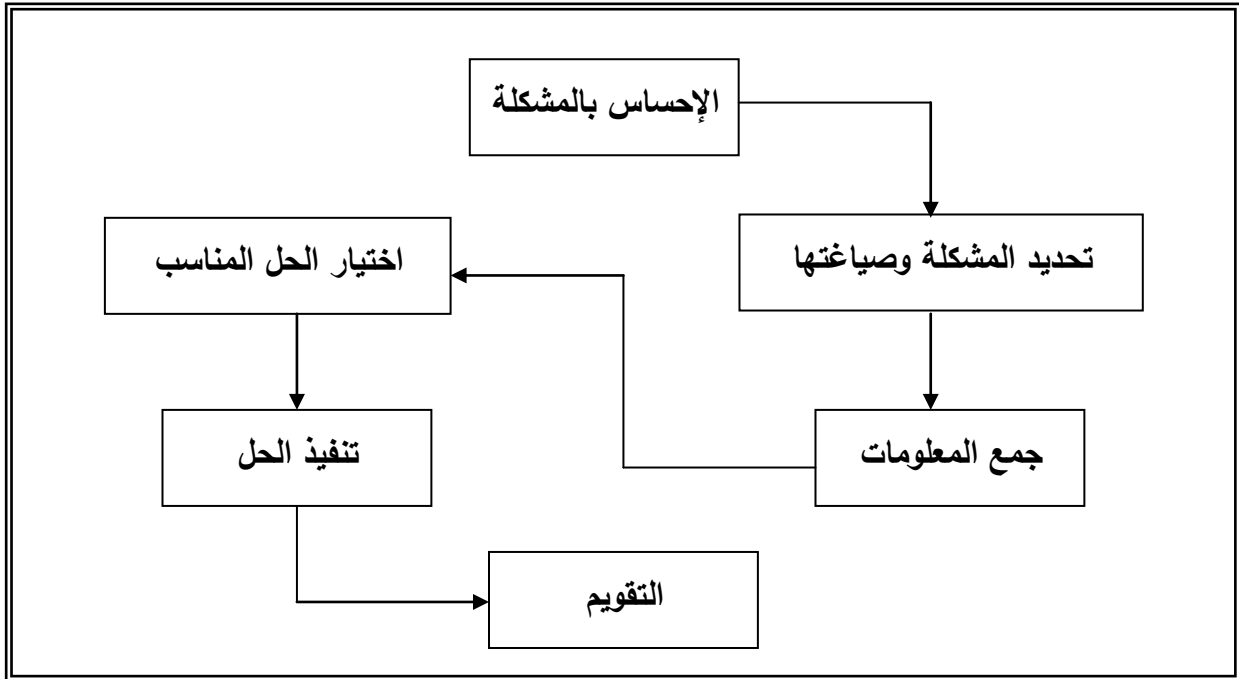 الإحساس بالمشكلة
تحديد المشكلة وصياغتها
جمع المعلومات
اختيار الحل المناسب
تنفيذ الحل
التقويم